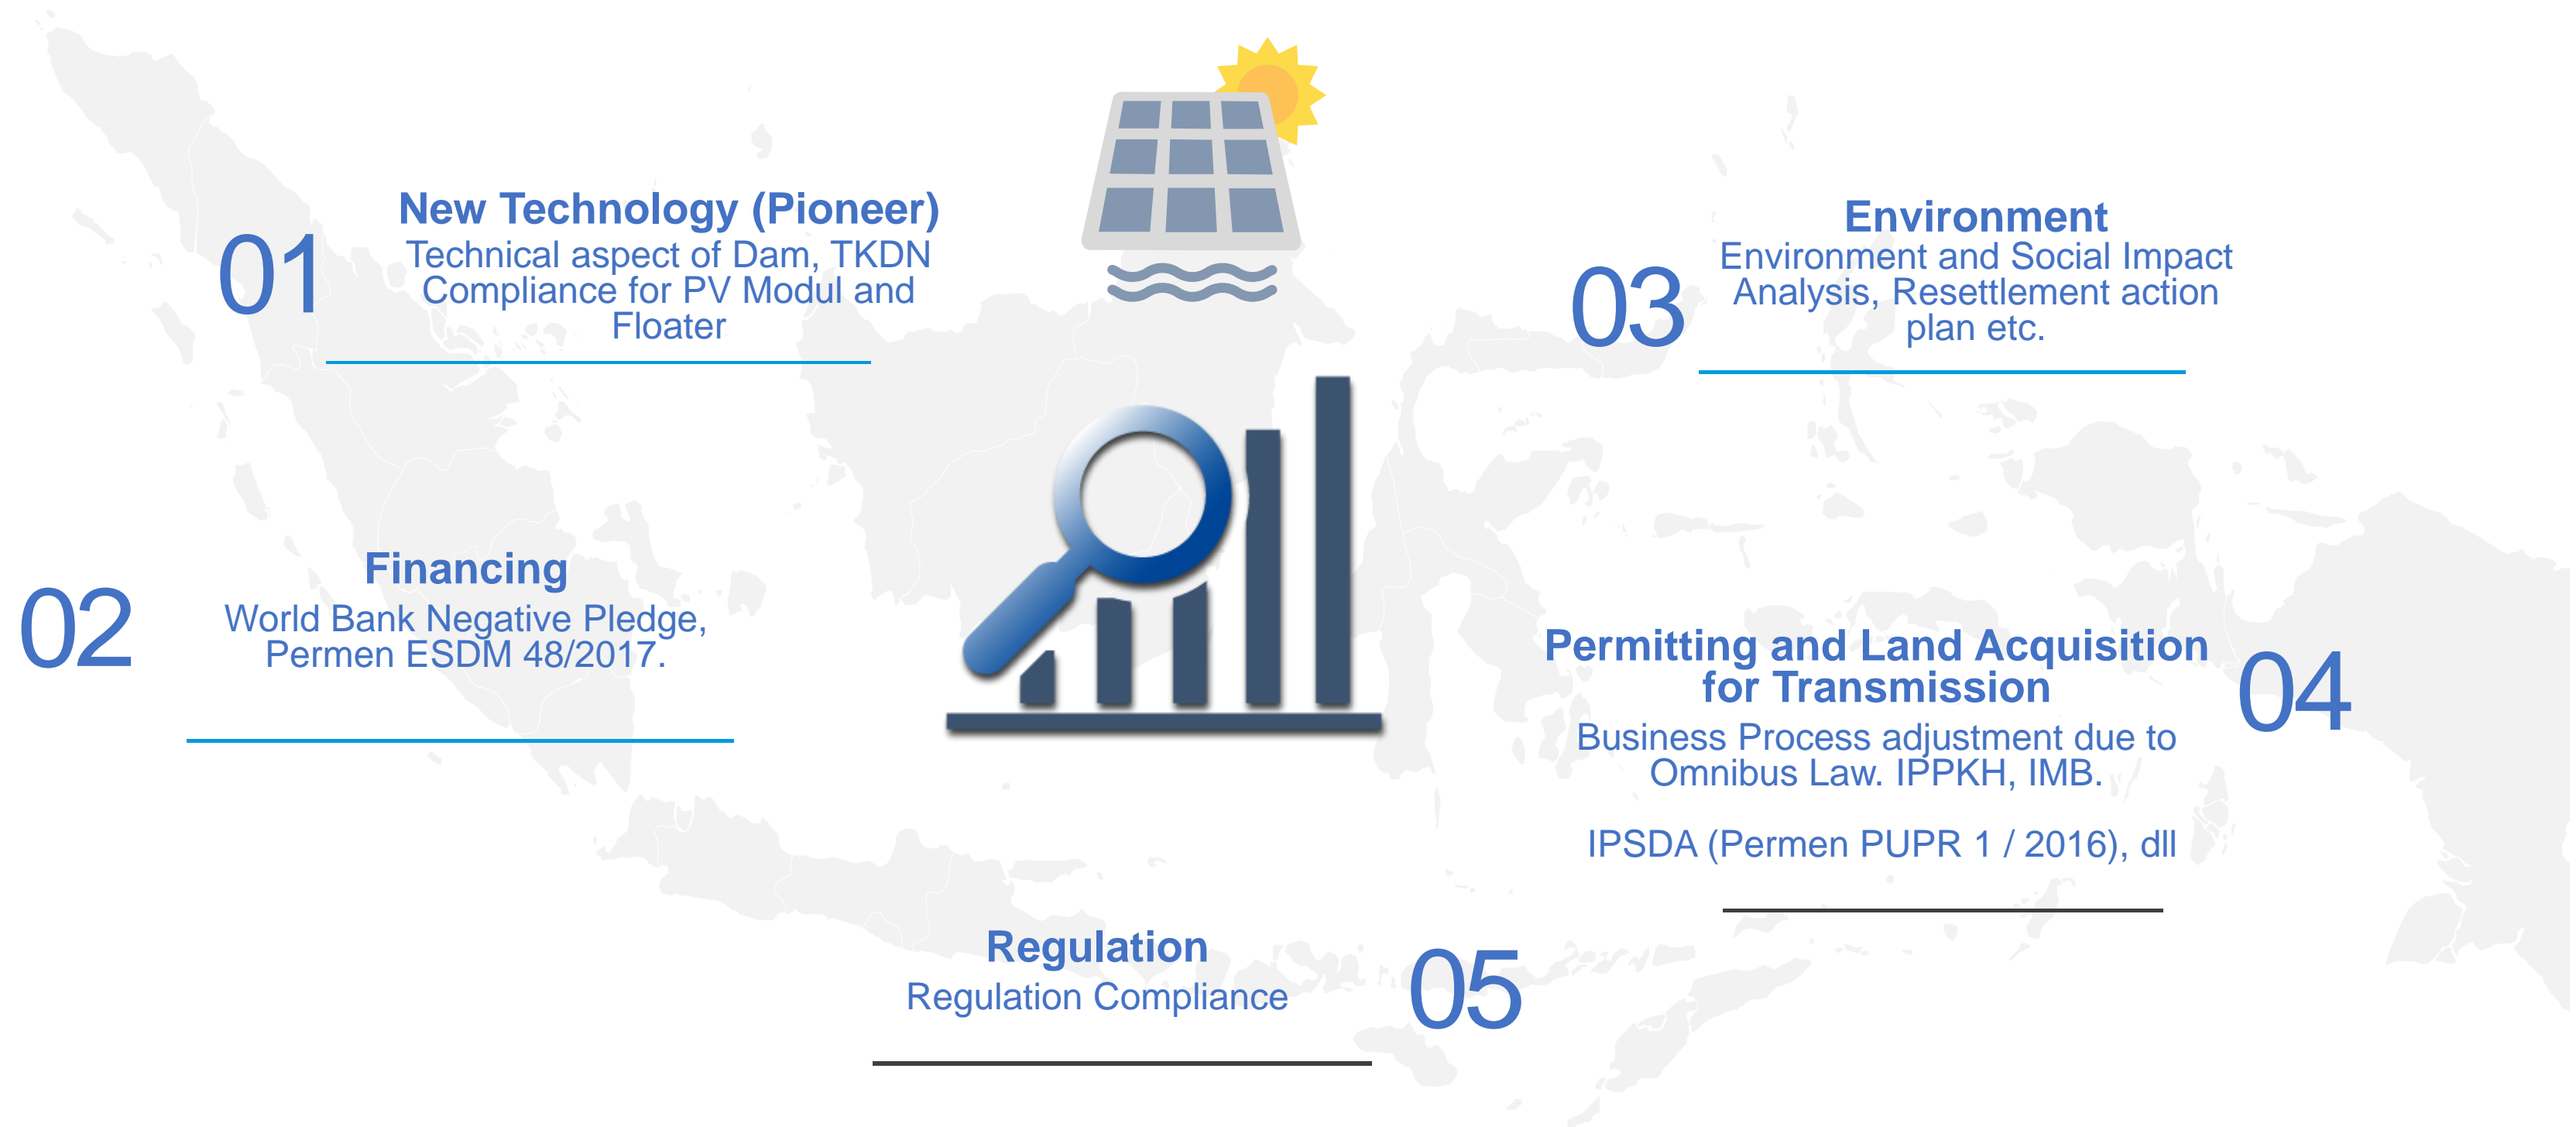 01
New Technology (Pioneer)
Technical aspect of Dam, TKDN
Compliance for PV Modul and
Floater
02
Financing
World Bank Negative Pledge,
Permen ESDM 48/2017.
03
Environment
Environment and Social Impact
Analysis, Resettlement action
plan etc.
04
Permitting and Land Acquisition
for Transmission
Business Process adjustment due to
Omnibus Law. IPPKH, IMB.
IPSDA (Permen PUPR 1 / 2016), dll
05
Regulation
Regulation Compliance